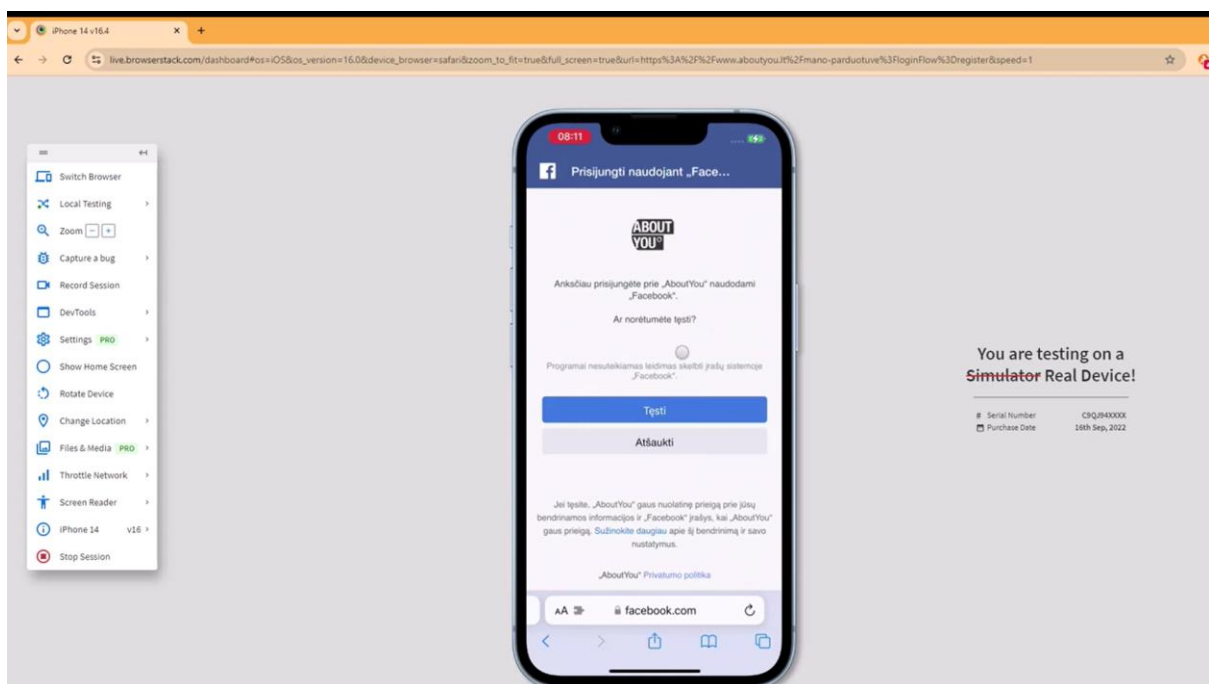 iPhone 14 v16.4
live.browserstack.com/dashboard#os=iOS&os_version=16.0&device_browser=safari&zoom_to_fit=true&full_screen=true&url=https%3A%2F%2Fwww.aboutyou.lt%2Fmano-parduotuve%3FloginFlow%3Dregister&speed=1
Switch Browser
Local Testing
Zoom
Capture a bug
Record Session
DevTools
Settings PRO
Show Home Screen
Rotate Device
Change Location
Files & Media PRO
Throttle Network
Screen Reader
iPhone 14 v16
Stop Session
08:11
Prisijungti naudojant „Face...
ABOUT
YOU°
Anksčiau prisijungėte prie „AboutYou“ naudodami
„Facebook“.
Ar norėtumėte tęsti?
Programai nesuteikiamas leidimas skelbti įrašų sistemoje
„Facebook“.
Tęsti
Atšaukti
Jei tęsite, „AboutYou“ gaus nuolatinę prieigą prie jūsų
bendrinamos informacijos ir „Facebook“ įrašys, kai „AboutYou“
gaus prieigą. Sužinokite daugiau apie šį bendrinimą ir savo
nustatymus.
„AboutYou“ Privatumo politika
AA facebook.com
You are testing on a
Simulator Real Device!
# Serial Number C9QJ94XXXX
Purchase Date 16th Sep, 2022